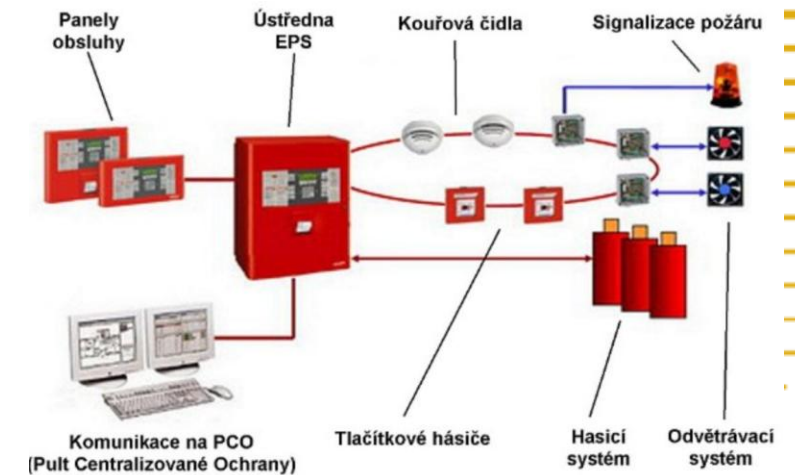 Panely
obsluhy
Ústředna
EPS
Kouřová čidla
Signalizace požáru
Komunikace na PCO
(Pult Centralizované Ochrany)
Tlačítkové hásiče
Hasicí
systém
Odvětrávací
systém